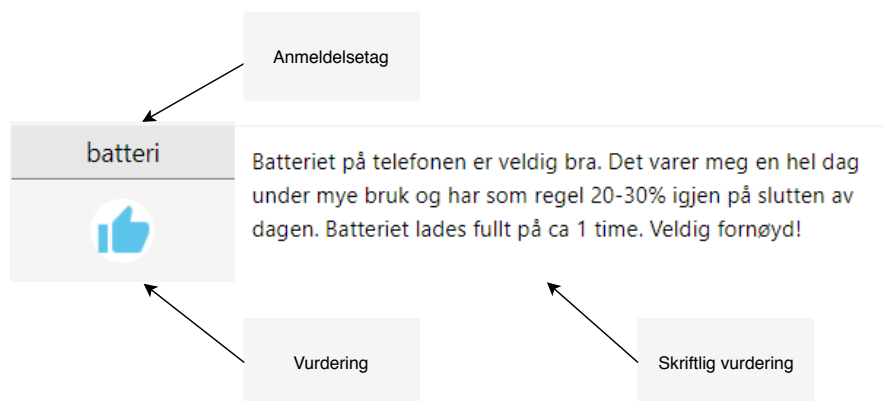 Anmeldelsetag
batteri
Batteriet på telefonen er veldig bra. Det varer meg en hel dag
under mye bruk og har som regel 20-30% igjen på slutten av
dagen. Batteriet lades fullt på ca 1 time. Veldig fornøyd!
Vurdering
Skriftlig vurdering